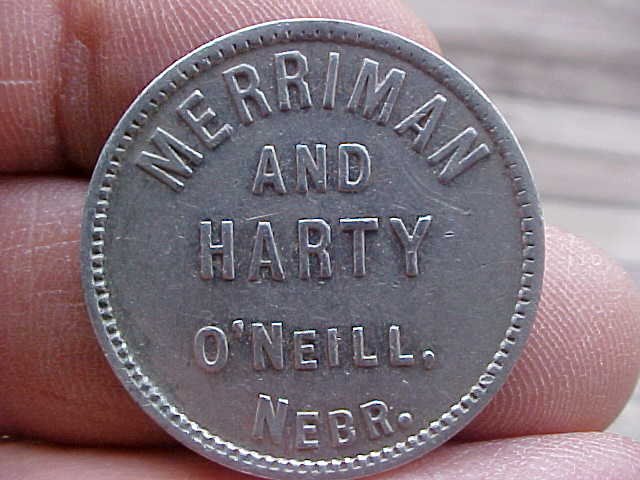 MERRIMAN
AND
HARTY
O'NEILL.
NEBR.